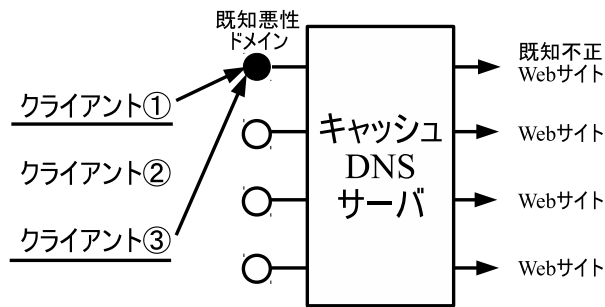 既知悪性
ドメイン
クライアント①
クライアント②
クライアント③
キャッシュ
DNS
サーバ
既知不正
Webサイト
Webサイト
Webサイト
Webサイト